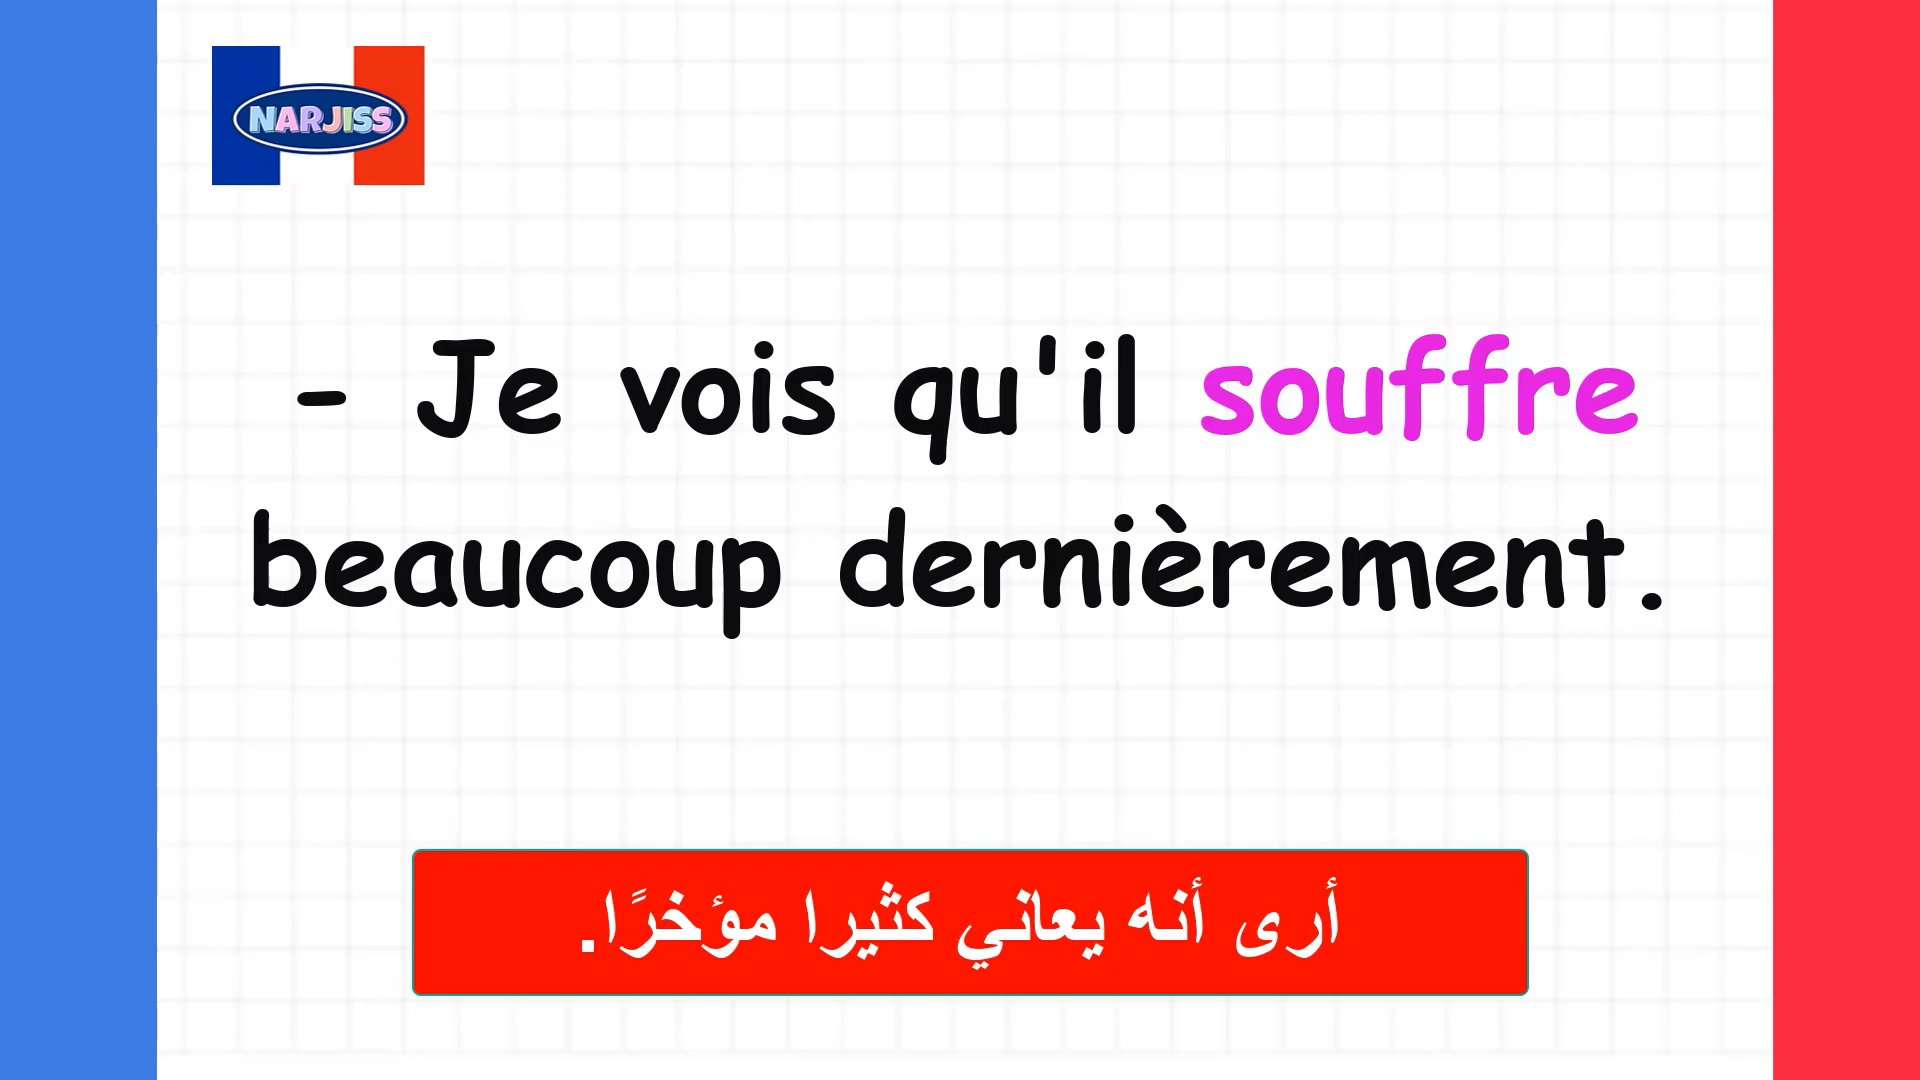 NARJISS
- Je vois qu'il souffre
beaucoup dernièrement.
أرى أنه يعاني كثيرا مؤخرًا.